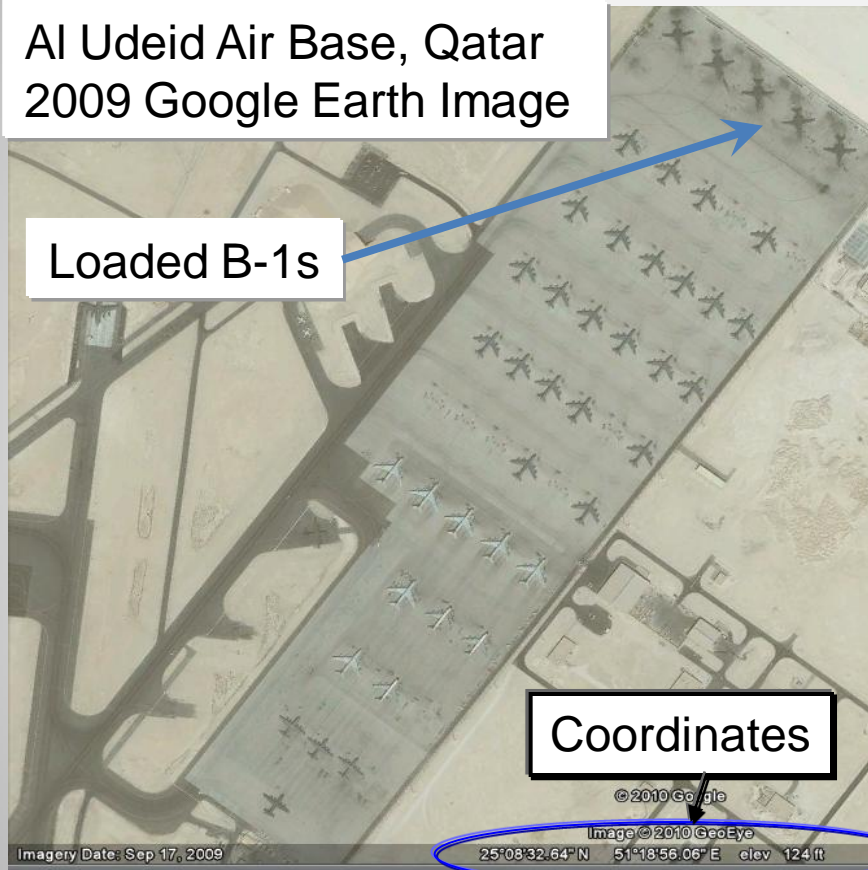 Al Udeid Air Base, Qatar
2009 Google Earth Image
Loaded B-1s
Coordinates
© 2010 Google
Image © 2010 GeoEye
Imagery Date: Sep 17, 2009
25°08'32.64" N 51°18'56.06" E elev 124 ft